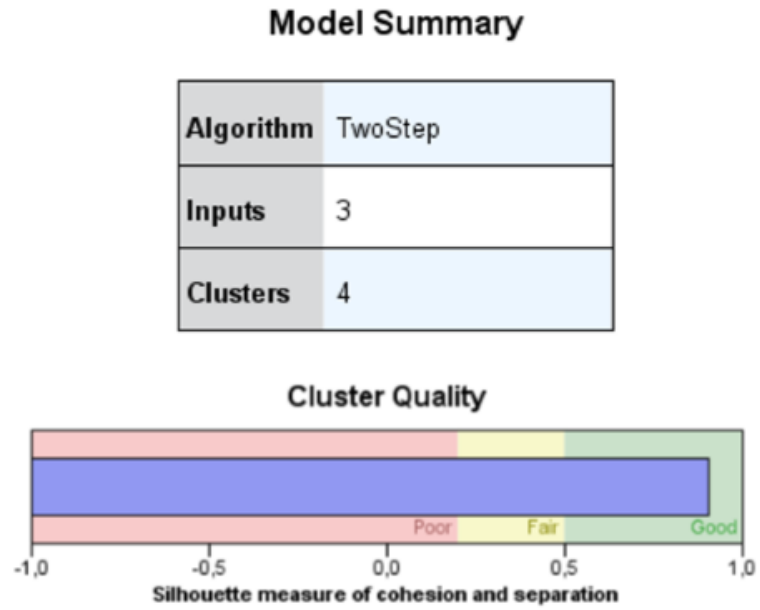 Model Summary
Algorithm TwoStep
Inputs 3
Clusters 4
Cluster Quality
Poor Fair Good
-1,0 -0,5 0,0 0,5 1,0
Silhouette measure of cohesion and separation